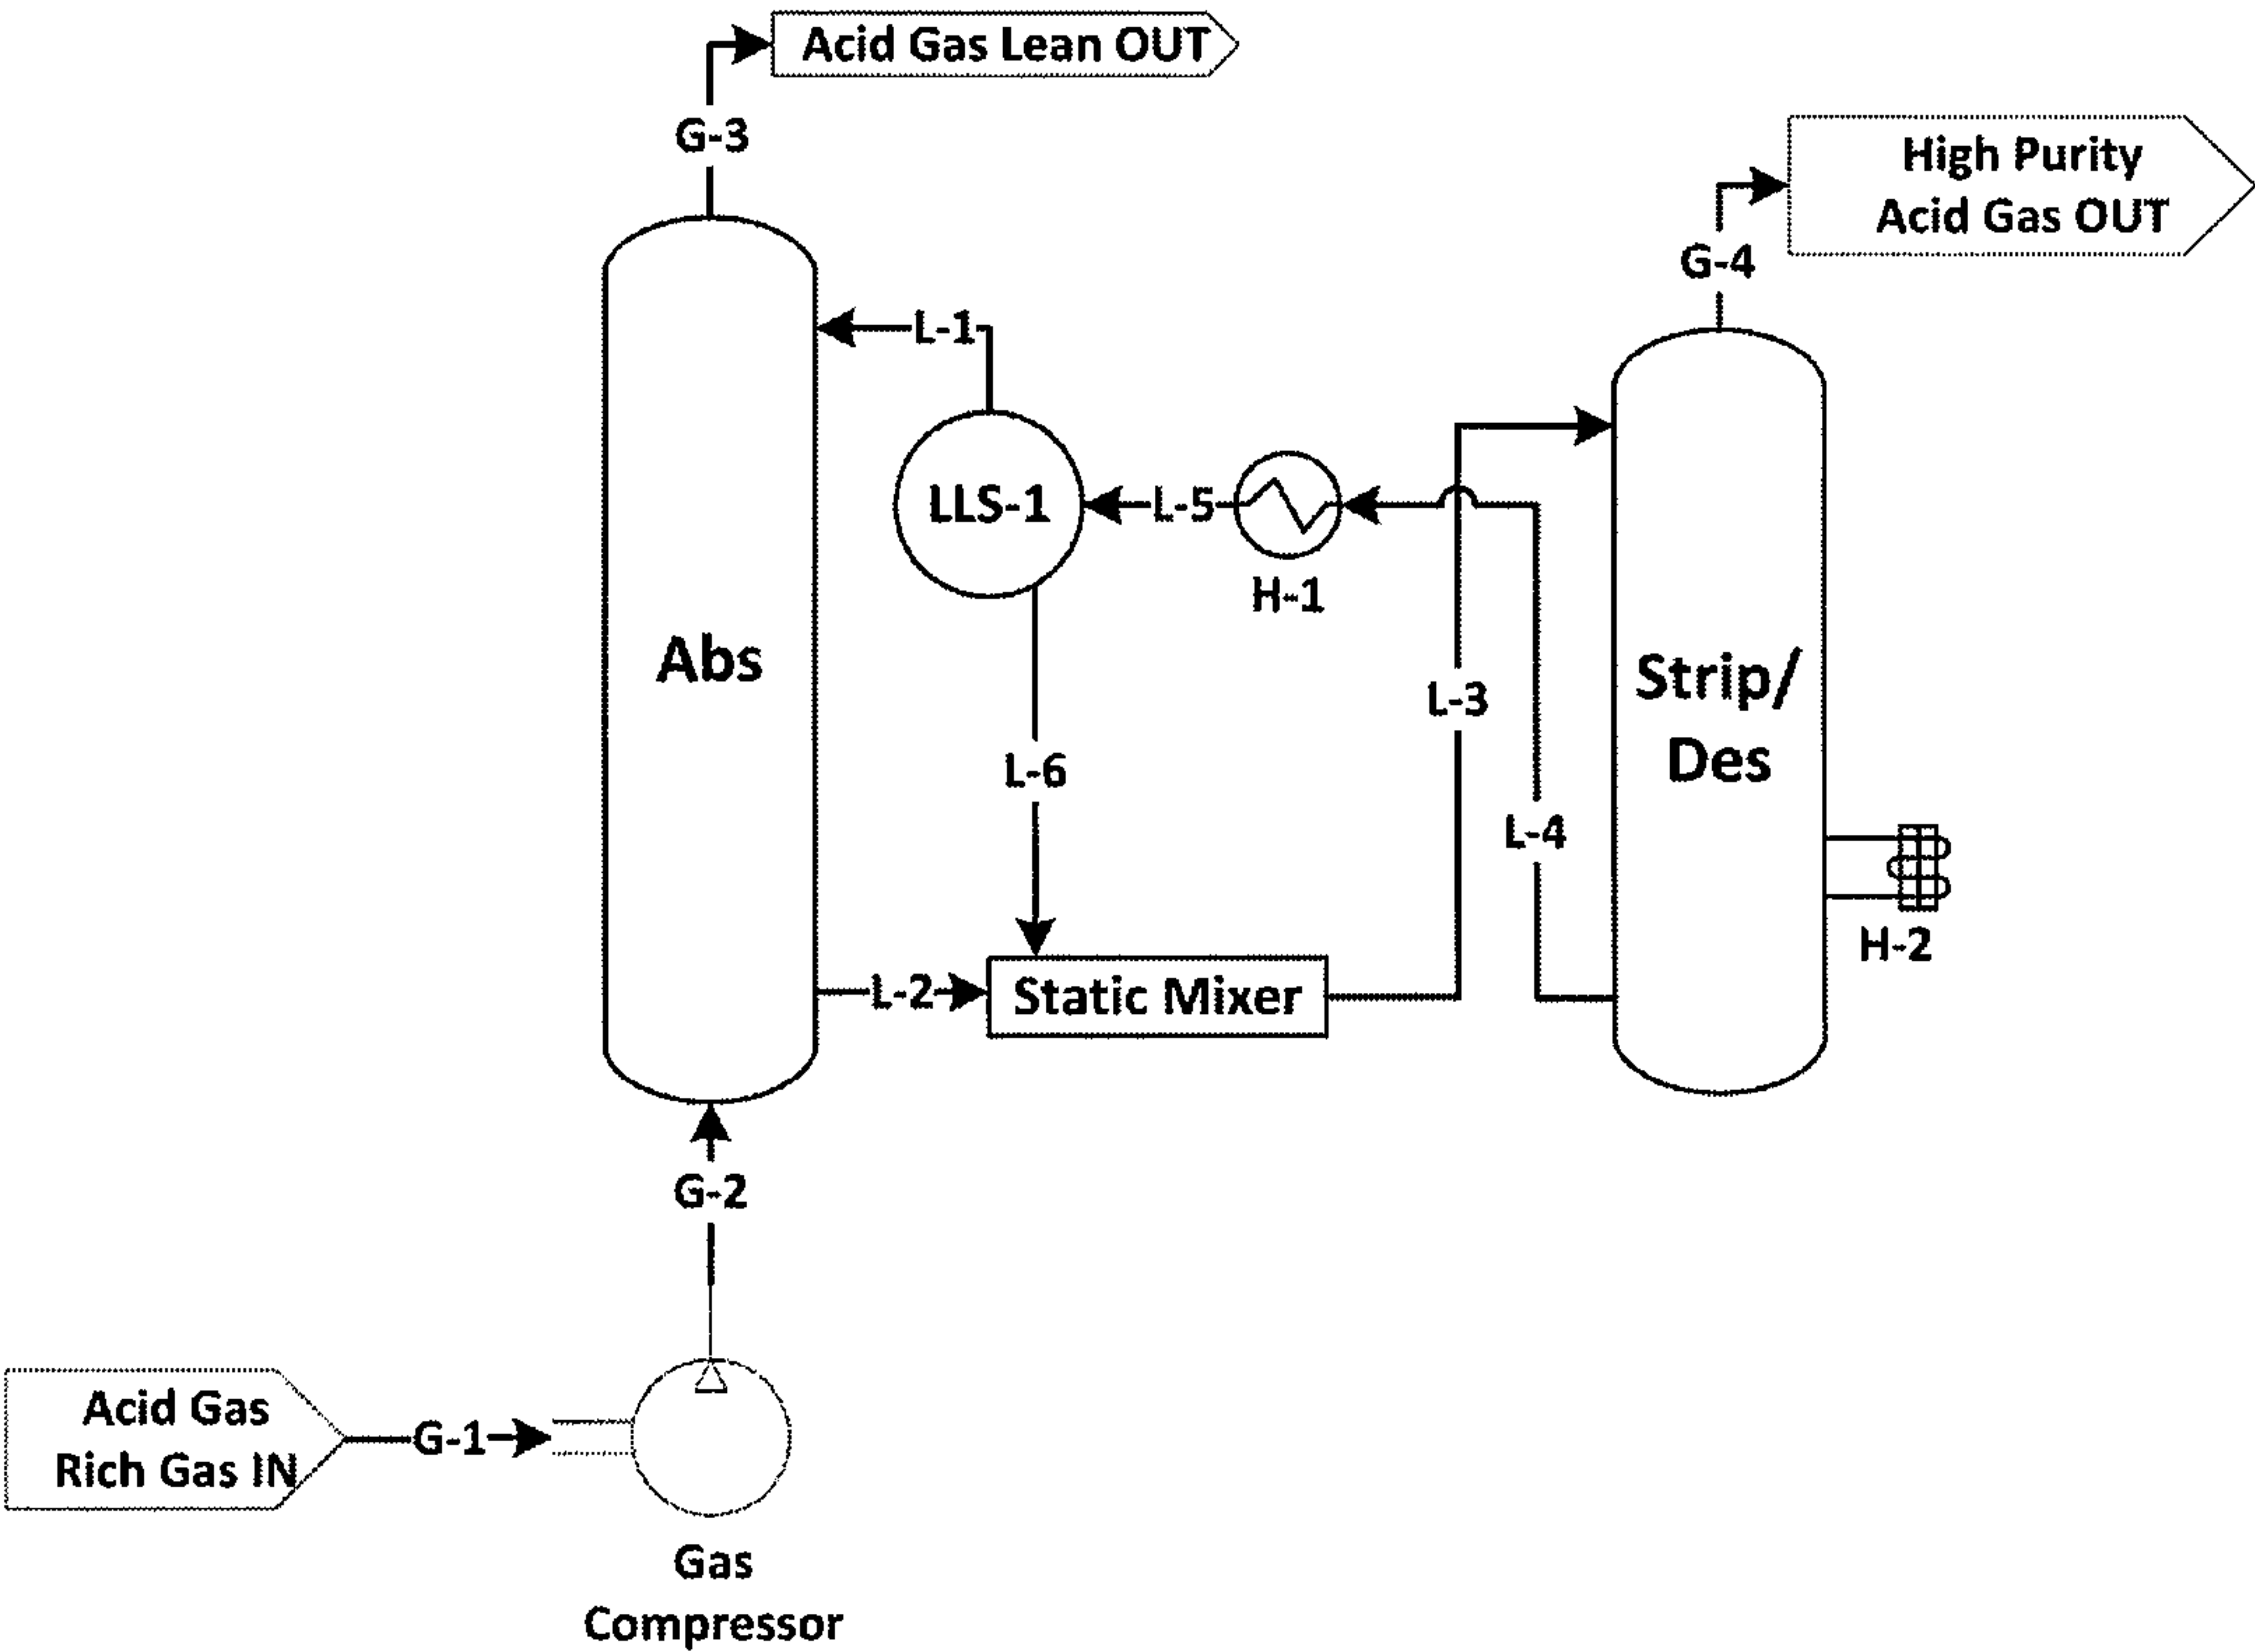 Acid Gas Lean OUT
G-3
High Purity
Acid Gas OUT
G-4
L-1
LLS-1
L-5
H-1
Abs
Strip/
Des
L-3
L-6
L-4
H-2
L-2
Static Mixer
G-2
Acid Gas
Rich Gas IN
G-1
Gas
Compressor